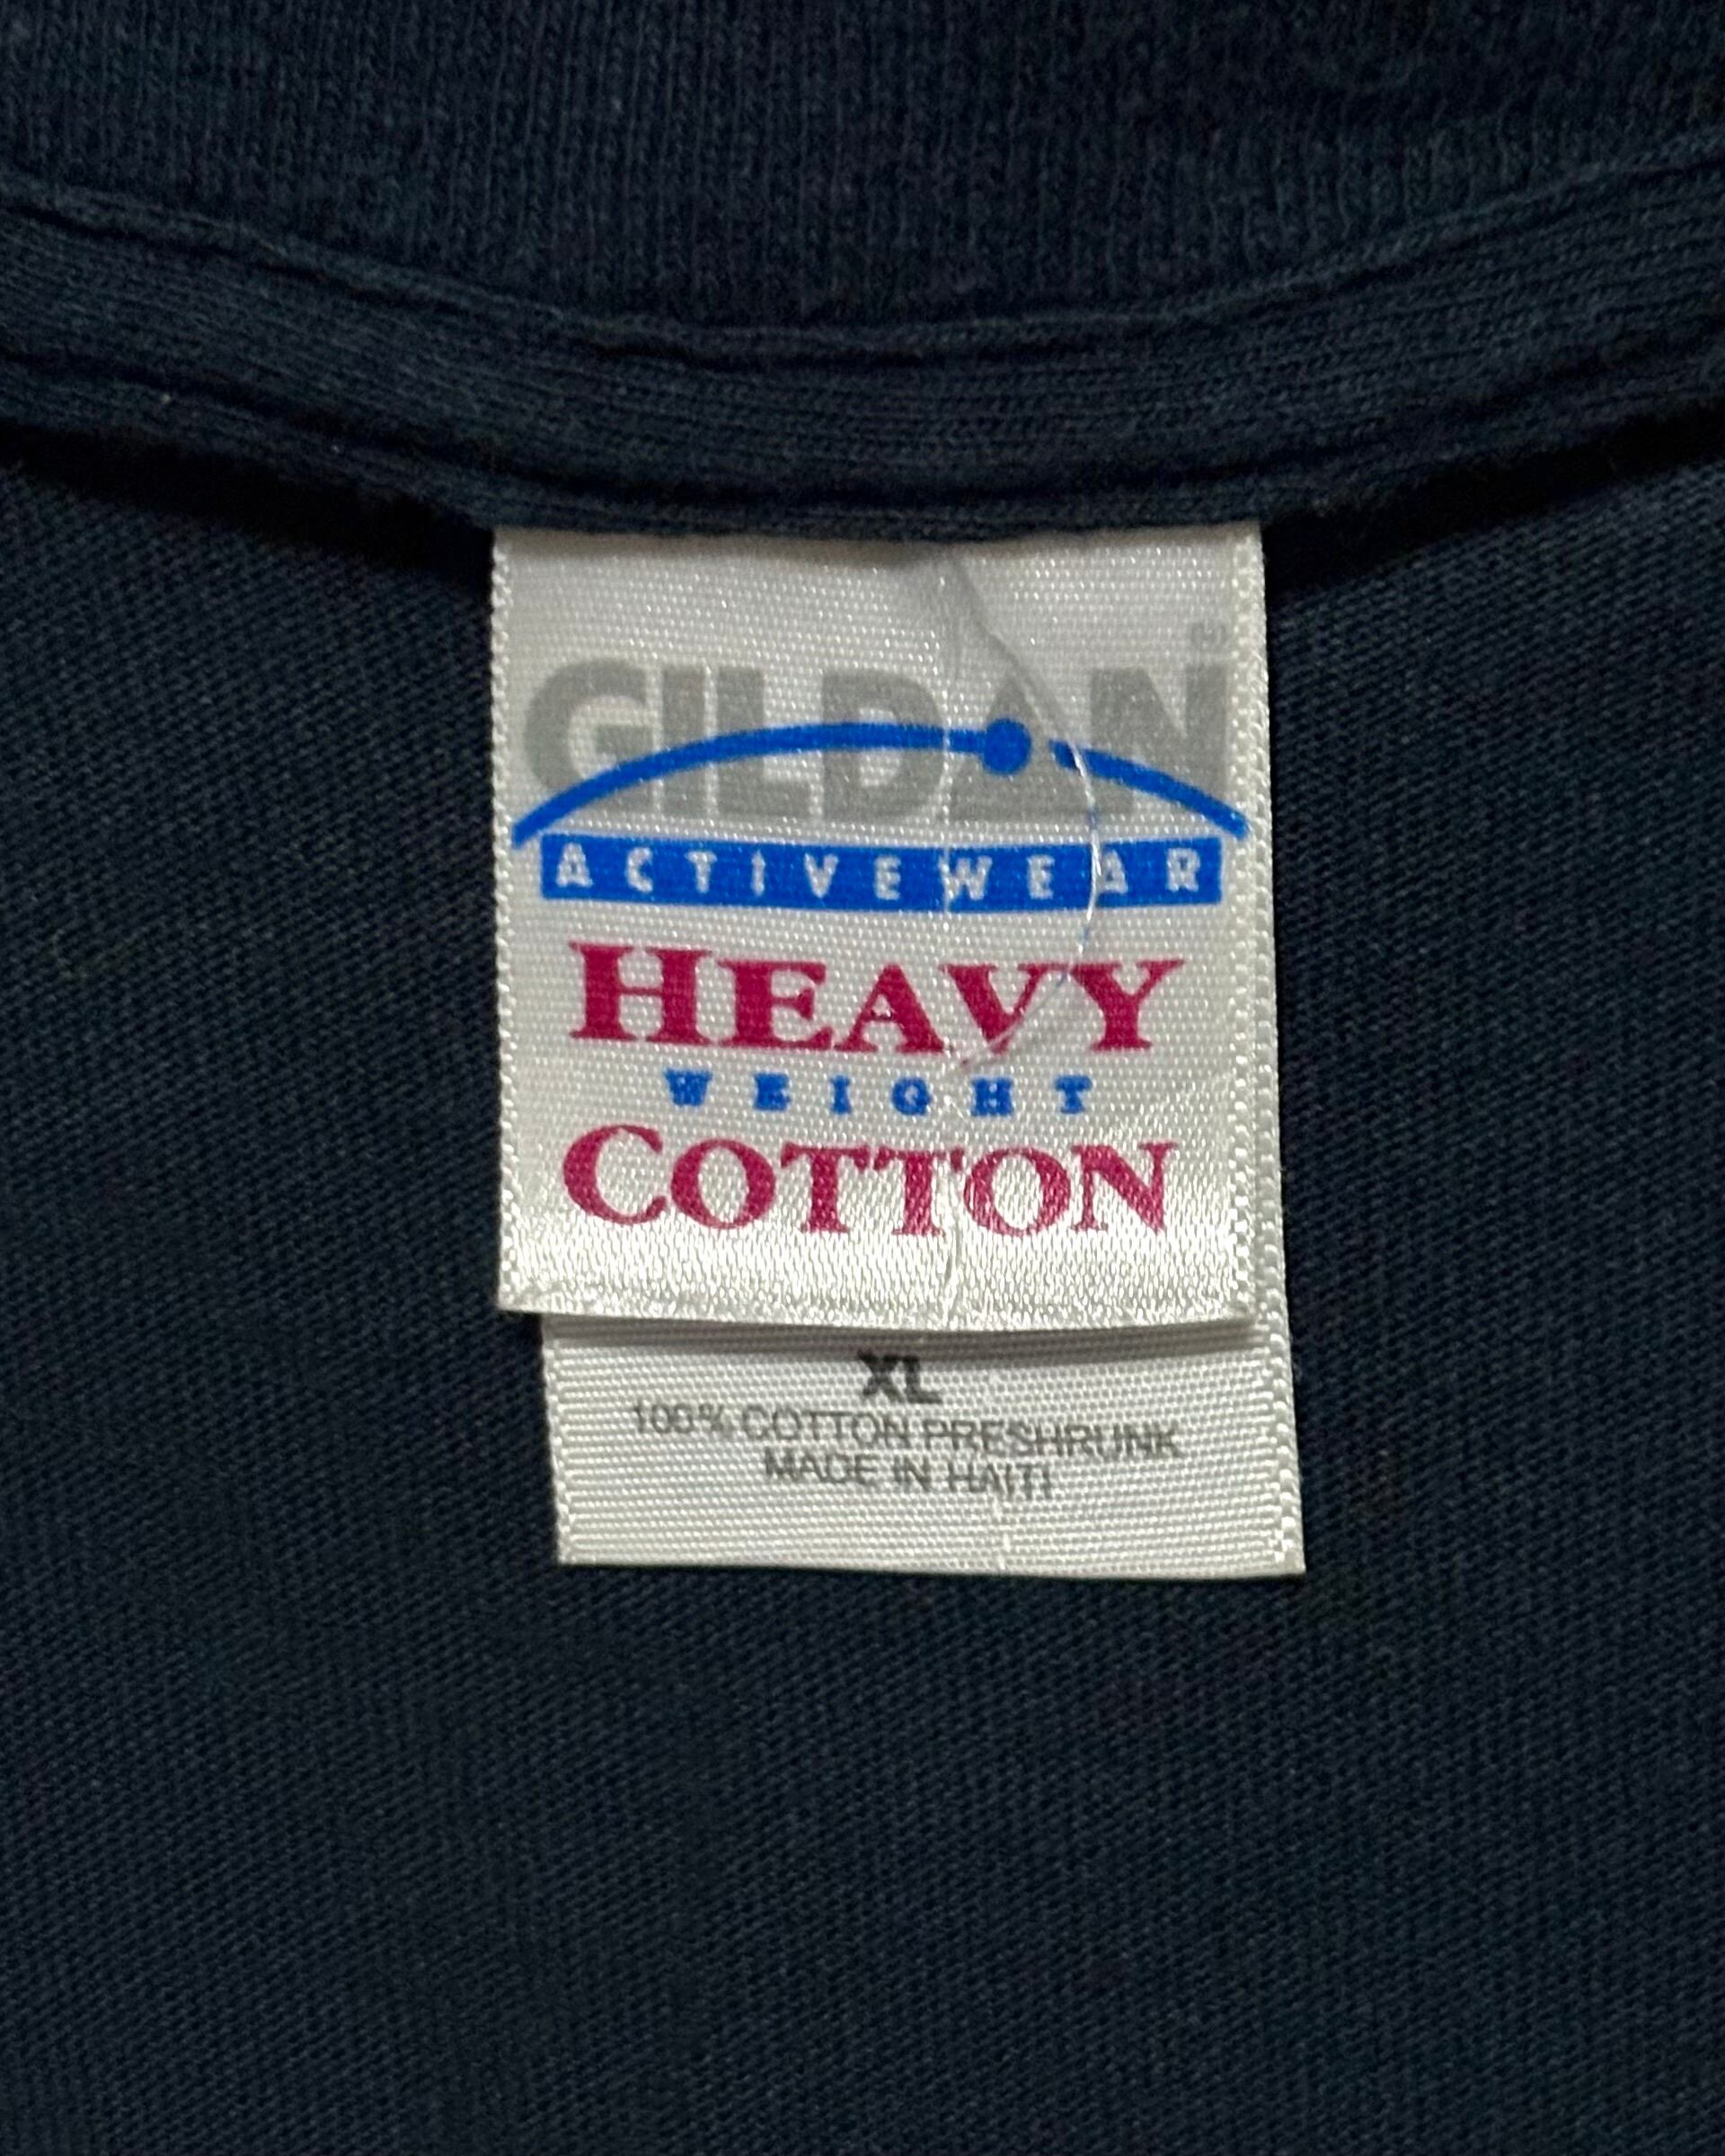 GILDAN®
ACTIVEWEAR
HEAVY
WEIGHT
COTTON
XL
100% COTTON PRESHRUNK
MADE IN HAITI